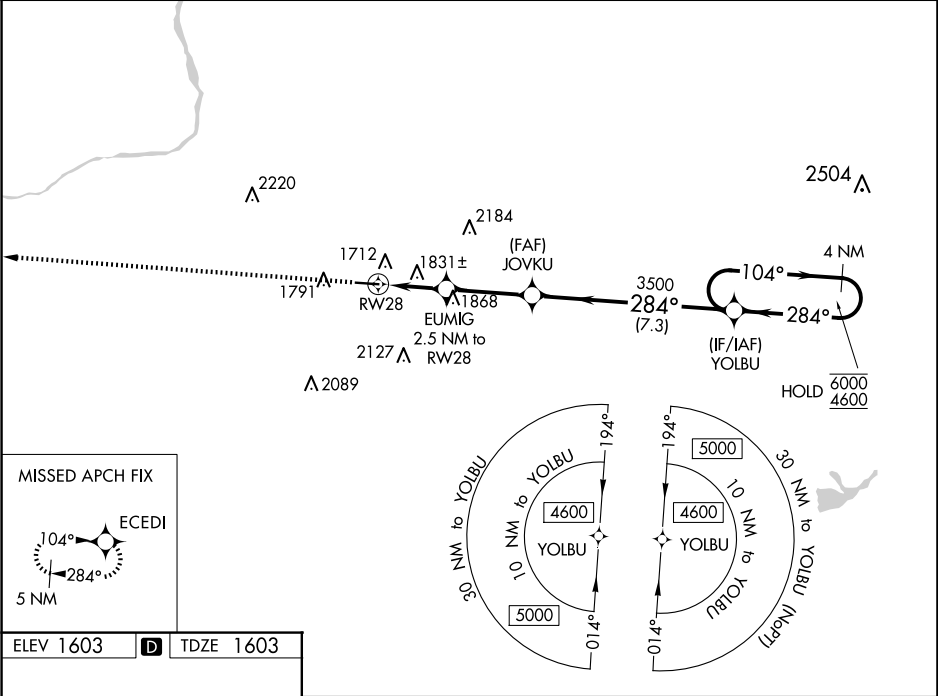 2504
2220
2184
(FAF)
JOVKU
4 NM
1712
1831±
104°
3500
284°
(7.3)
284°
1791
RW28
1868
EUMIG
2.5 NM to
RW28
(IF/IAF)
YOLBU
2127
2089
HOLD 6000
4600
30 NM to YOLBU
10 NM to YOLBU
194°
4600
YOLBU
5000
014°
194°
5000
30 NM to YOLBU (NoPT)
10 NM to YOLBU
4600
YOLBU
014°
MISSED APCH FIX
ECEDI
104°
284°
5 NM
ELEV 1603 D TDZE 1603